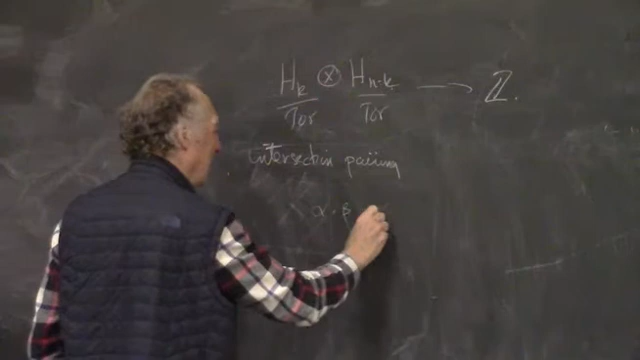 H_k ⊗ H_{n-k} → ℤ.
Tor Tor
intersection pairing
α · β